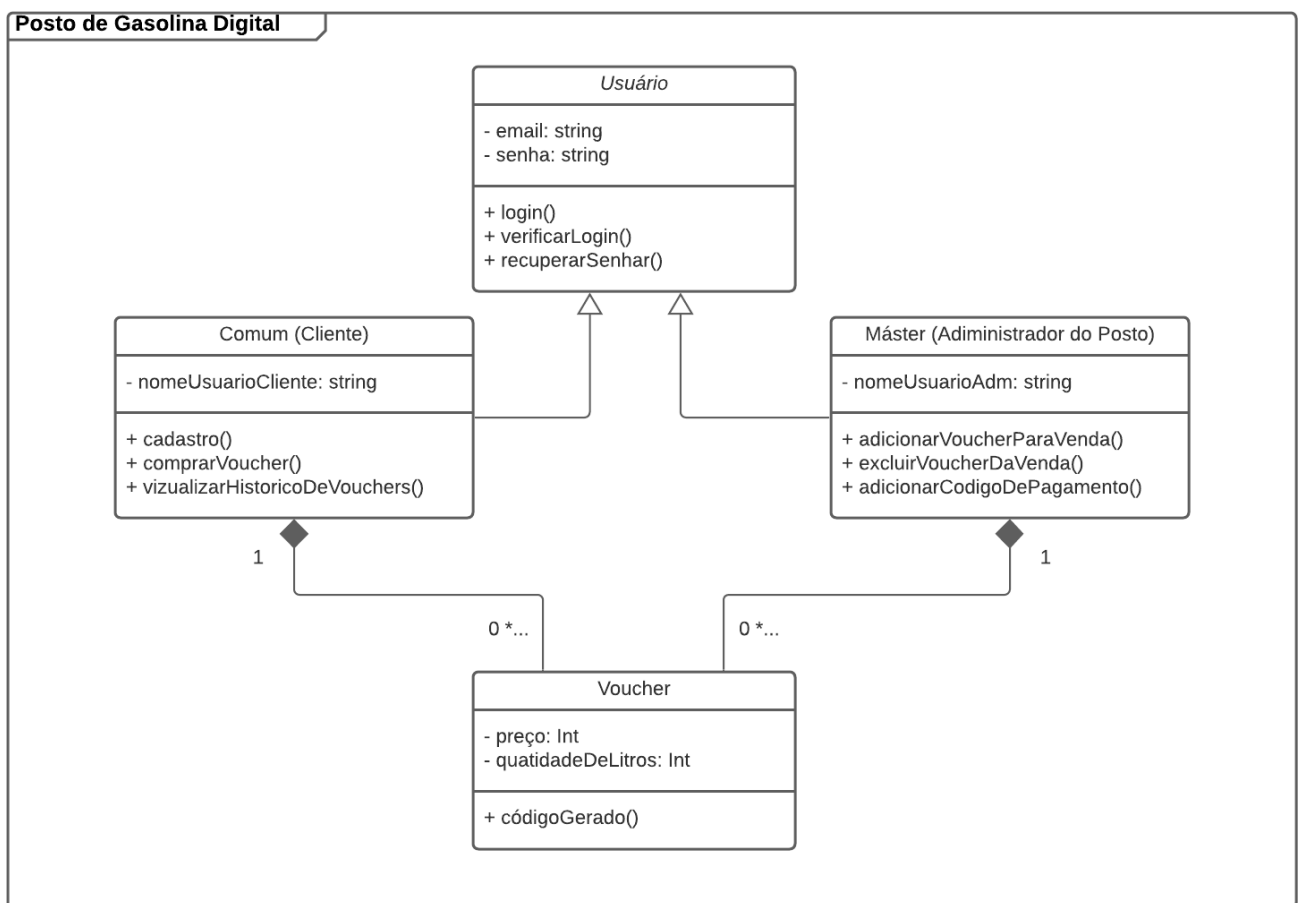 Posto de Gasolina Digital
Usuário
- email: string
- senha: string
+ login()
+ verificarLogin()
+ recuperarSenhar()
Comum (Cliente)
- nomeUsuarioCliente: string
+ cadastro()
+ comprarVoucher()
+ vizualizarHistoricoDeVouchers()
Máster (Adiministrador do Posto)
- nomeUsuarioAdm: string
+ adicionarVoucherParaVenda()
+ excluirVoucherDaVenda()
+ adicionarCodigoDePagamento()
1
1
0 *...
0 *...
Voucher
- preço: Int
- quatidadeDeLitros: Int
+ códigoGerado()